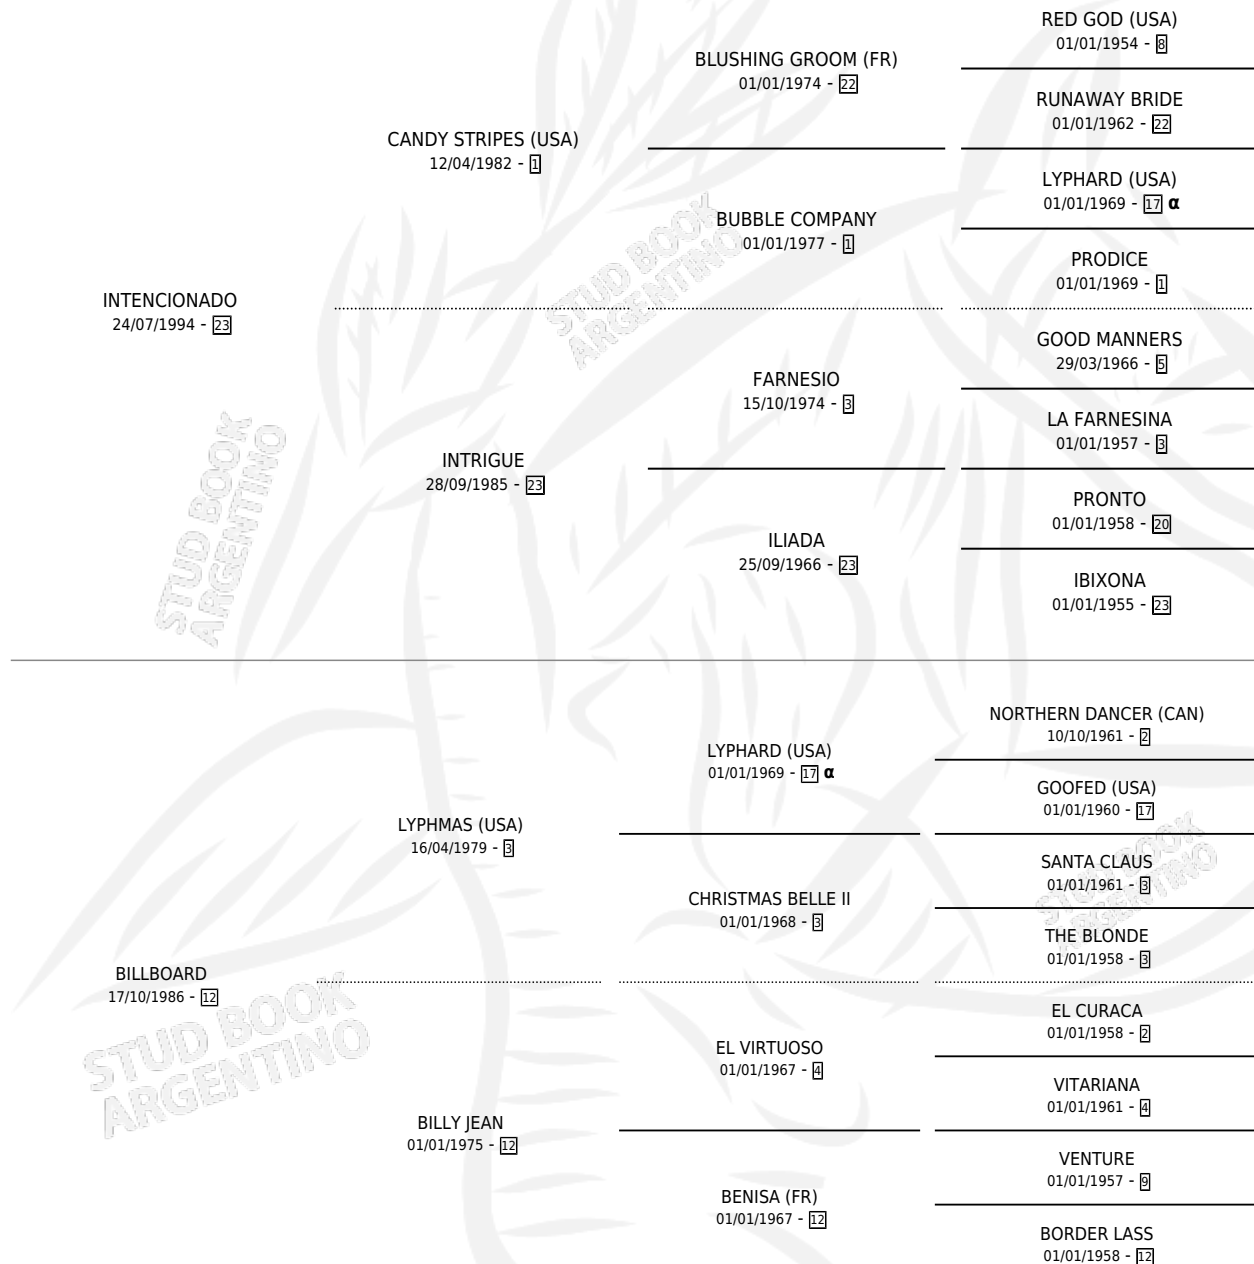 RED GOD (USA)
01/01/1954 - 8
BLUSHING GROOM (FR)
01/01/1974 - 22
RUNAWAY BRIDE
01/01/1962 - 22
CANDY STRIPES (USA)
12/04/1982 - 1
LYPHARD (USA)
01/01/1969 - 17 α
BUBBLE COMPANY
01/01/1977 - 1
PRODICE
01/01/1969 - 1
INTENCIONADO
24/07/1994 - 23
GOOD MANNERS
29/03/1966 - 5
FARNESIO
15/10/1974 - 3
LA FARNESINA
01/01/1957 - 3
INTRIGUE
28/09/1985 - 23
PRONTO
01/01/1958 - 20
ILIADA
25/09/1966 - 23
IBIXONA
01/01/1955 - 23
STUD BOOK
ARGENTINO
STUD BOOK
ARGENTINO
NORTHERN DANCER (CAN)
10/10/1961 - 2
LYPHARD (USA)
01/01/1969 - 17 α
GOOFED (USA)
01/01/1960 - 17
LYPHMAS (USA)
16/04/1979 - 3
SANTA CLAUS
01/01/1961 - 3
CHRISTMAS BELLE II
01/01/1968 - 3
THE BLONDE
01/01/1958 - 3
STUD BOOK
ARGENTINO
BILLBOARD
17/10/1986 - 12
EL CURACA
01/01/1958 - 2
EL VIRTUOSO
01/01/1967 - 4
VITARIANA
01/01/1961 - 4
BILLY JEAN
01/01/1975 - 12
VENTURE
01/01/1957 - 9
BENISA (FR)
01/01/1967 - 12
BORDER LASS
01/01/1958 - 12
STUD BOOK
ARGENTINO